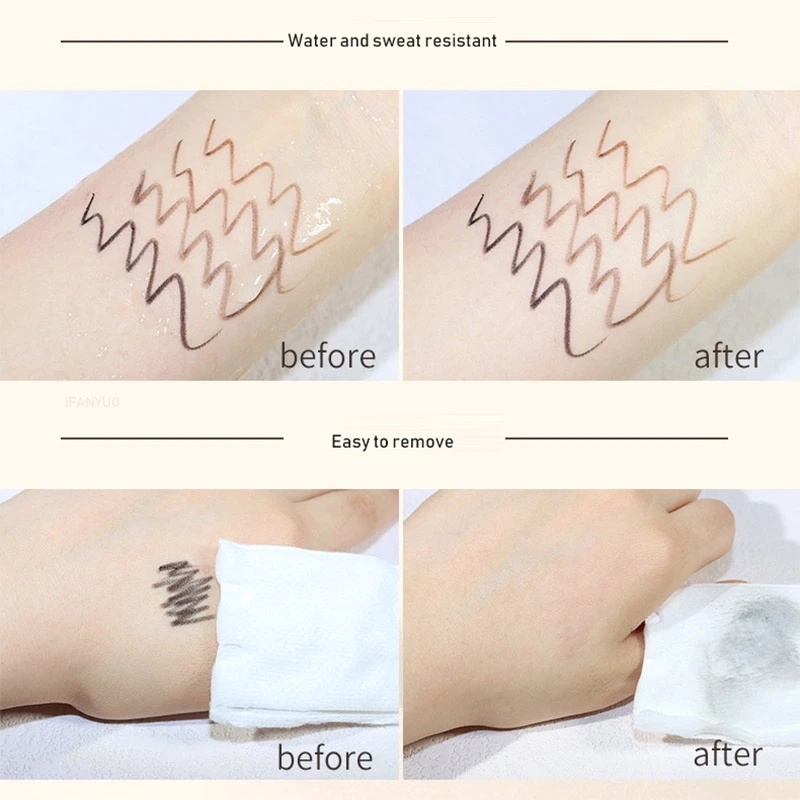 Water and sweat resistant
before
after
IFANYUO
Easy to remove
before
after